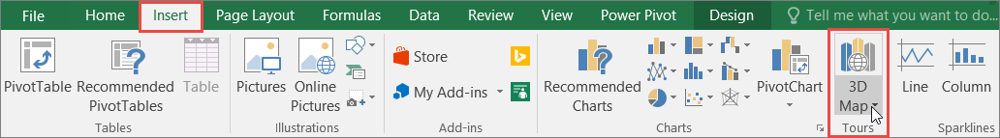 File Home Insert Page Layout Formulas Data Review View Power Pivot Design Tell me what you want to do...
PivotTable
Recommended
PivotTables
Table
Tables
Pictures
Online
Pictures
Illustrations
Store
My Add-ins
Add-ins
Recommended
Charts
PivotChart
Charts
3D
Map
Tours
Line
Column
Sparklines